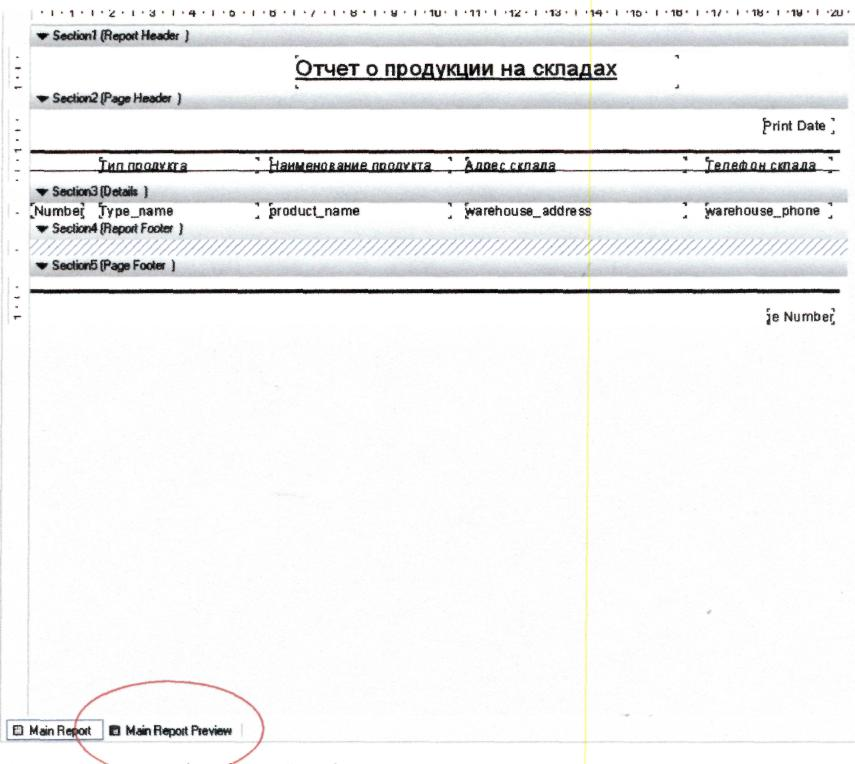 1 · 2 · 3 · 4 · 5 · 6 · 7 · 8 · 9 · 10 · 11 · 12 · 13 · 14 · 15 · 16 · 17 · 18 · 19 · 20
Section1 (Report Header )
Отчет о продукции на складах
Section2 (Page Header )
Print Date
Тип продукта Наименование продукта Адрес склада Телефон склада
Section3 (Details )
Number Type_name product_name warehouse_address warehouse_phone
Section4 (Report Footer )
Section5 (Page Footer )
je Number
Main Report Main Report Preview